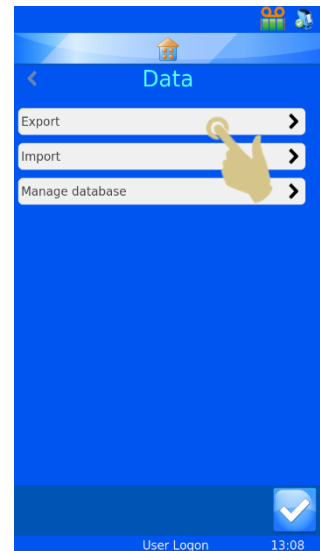 Data
Export
Import
Manage database
User Logon 13:08